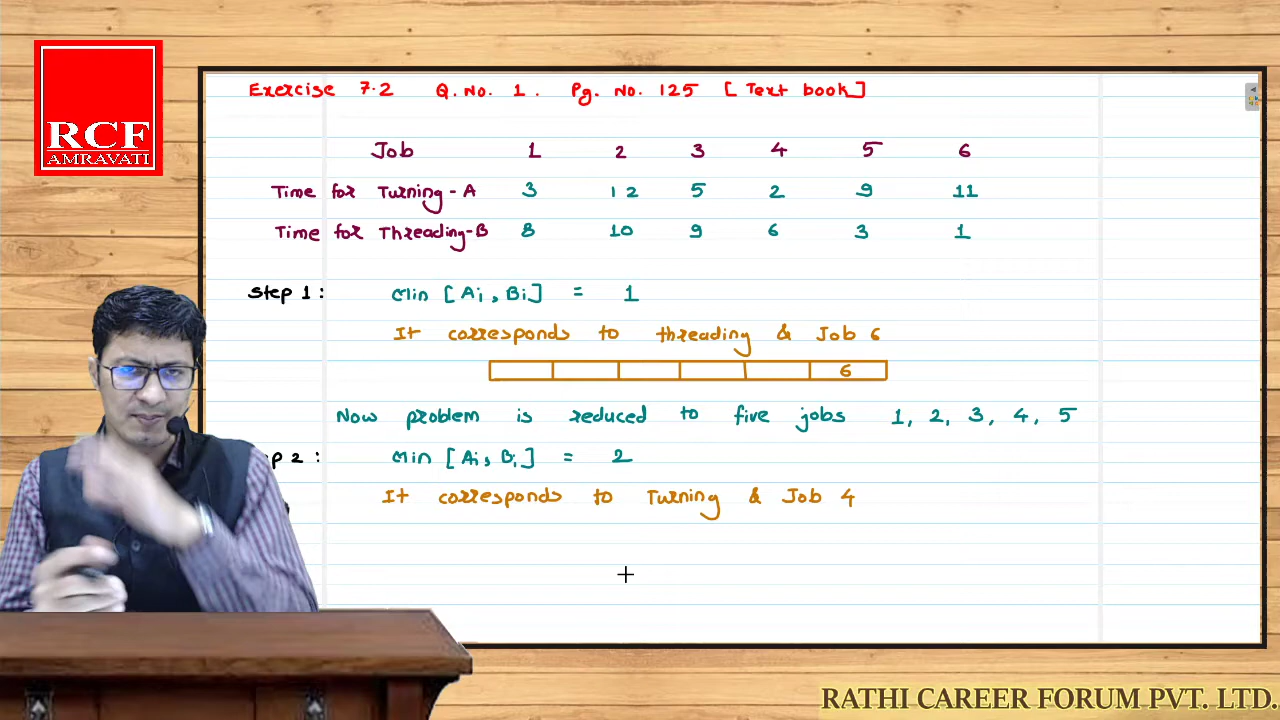 RCF
AMRAVATI
Exercise 7.2 Q. No. 1. Pg. No. 125 [Text book]
Job 1 2 3 4 5 6
Time for Turning - A 3 12 5 2 9 11
Time for Threading-B 8 10 9 6 3 1
Step 1 : Min [Ai, Bi] = 1
It corresponds to threading & Job 6
6
Now problem is reduced to five jobs 1, 2, 3, 4, 5
p 2 : Min [Ai, Bi] = 2
It corresponds to Turning & Job 4
RATHI CAREER FORUM PVT. LTD.